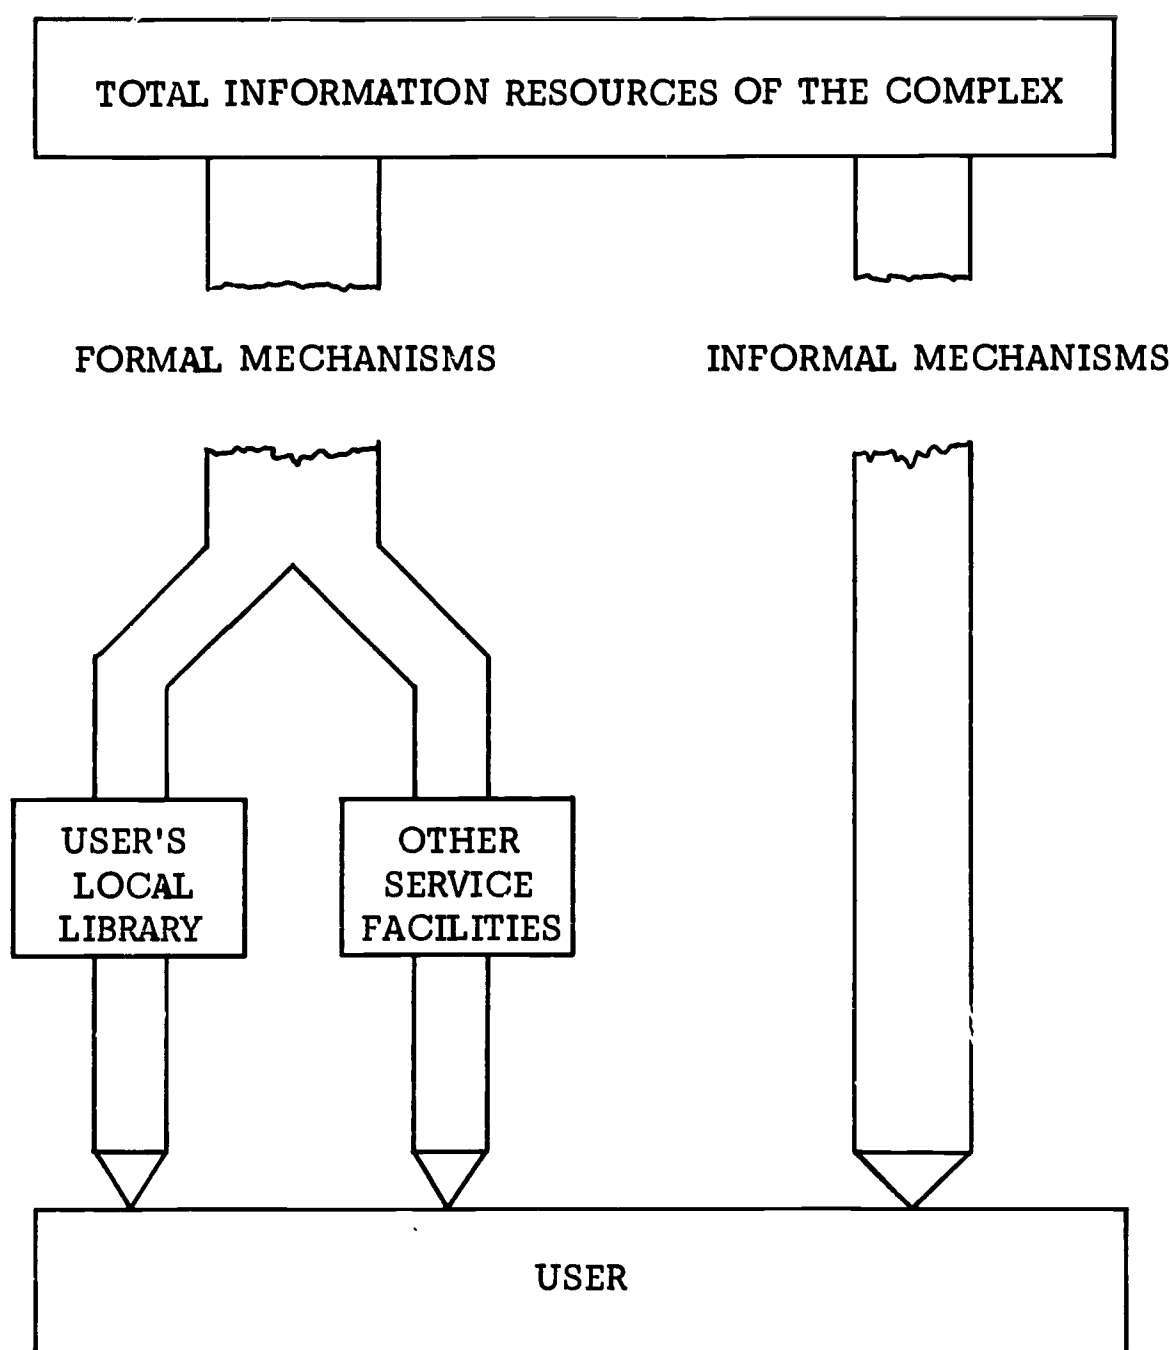 TOTAL INFORMATION RESOURCES OF THE COMPLEX
FORMAL MECHANISMS
INFORMAL MECHANISMS
USER'S
LOCAL
LIBRARY
OTHER
SERVICE
FACILITIES
USER